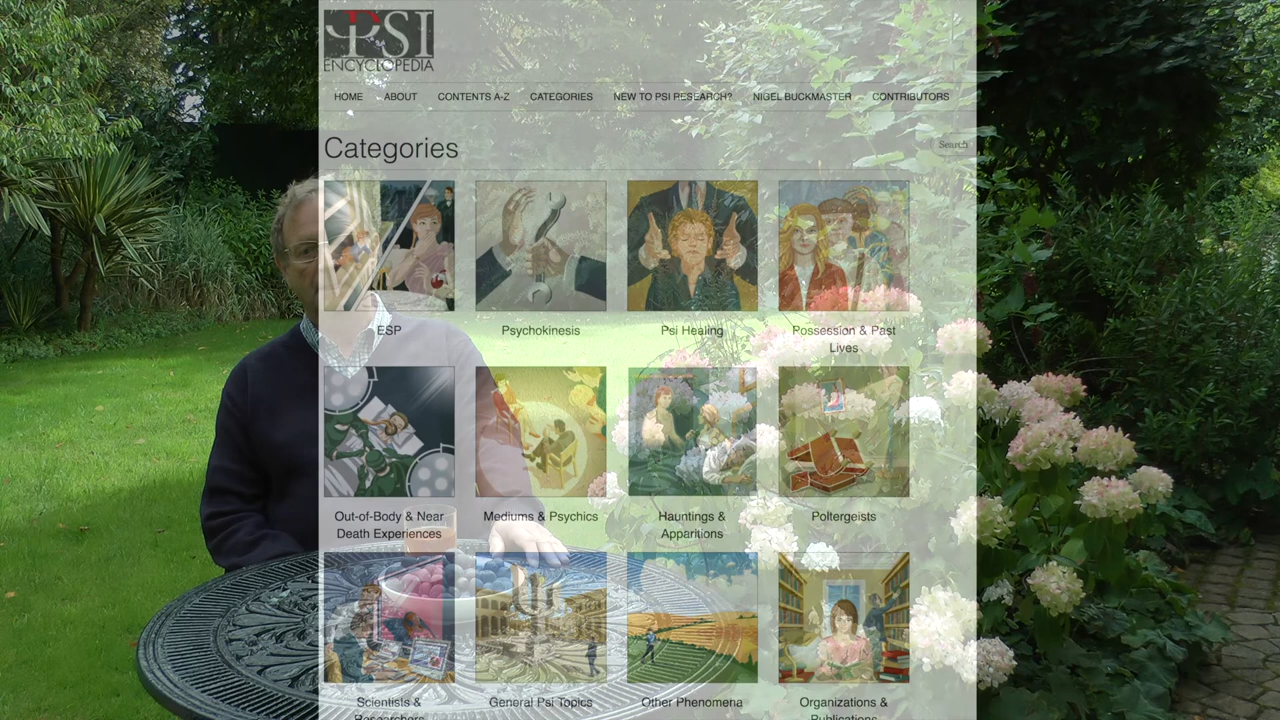 PSI
ENCYCLOPEDIA
HOME ABOUT CONTENTS A-Z CATEGORIES NEW TO PSI RESEARCH? NIGEL BUCKMASTER CONTRIBUTORS
Categories
Search
ESP Psychokinesis Psi Healing Possession & Past
Lives
Out-of-Body & Near Mediums & Psychics Hauntings & Poltergeists
Death Experiences Apparitions
Scientists & General Psi Topics Other Phenomena Organizations &
Researchers Publications